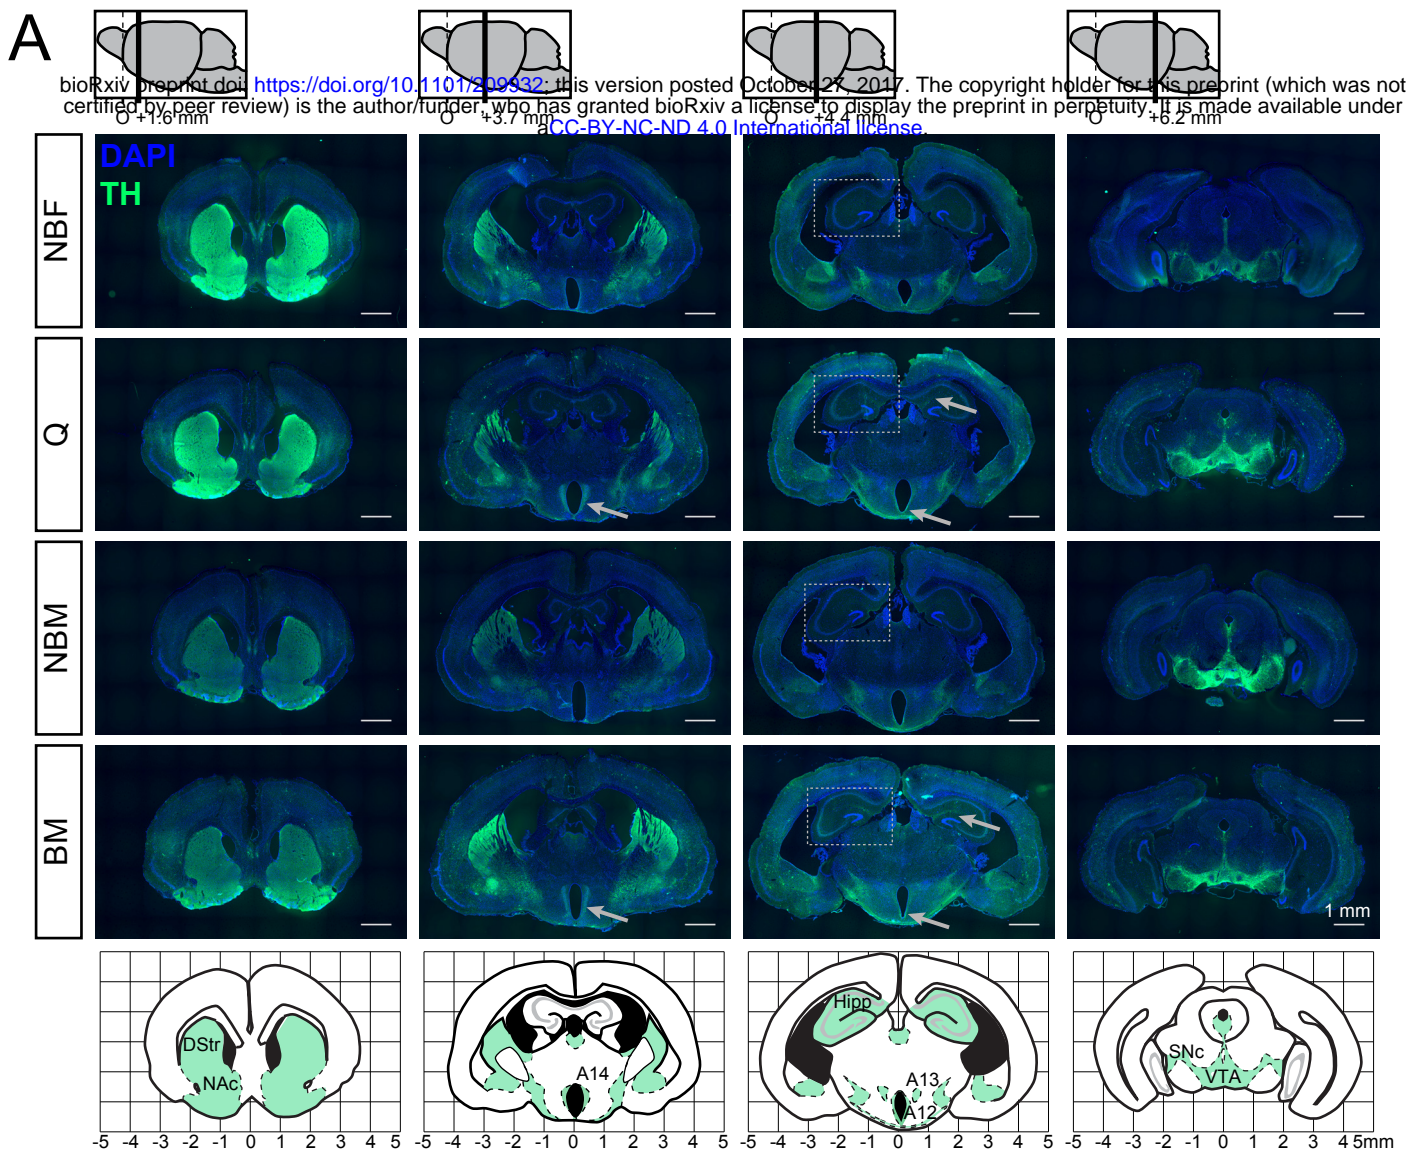 A
bioRxiv preprint doi: https://doi.org/10.1101/209932; this version posted October 27, 2017. The copyright holder for this preprint (which was not
certified by peer review) is the author/funder, who has granted bioRxiv a license to display the preprint in perpetuity. It is made available under
aCC-BY-NC-ND 4.0 International license.
O +1.6 mm
O +3.7 mm
O +4.4 mm
O +6.2 mm
DAPI
TH
NBF
Q
NBM
BM
1 mm
DStr
NAc
A14
Hipp
A13
A12
SNc
VTA
-5 -4 -3 -2 -1 0 1 2 3 4 5
-5 -4 -3 -2 -1 0 1 2 3 4 5
-5 -4 -3 -2 -1 0 1 2 3 4 5
-5 -4 -3 -2 -1 0 1 2 3 4 5mm